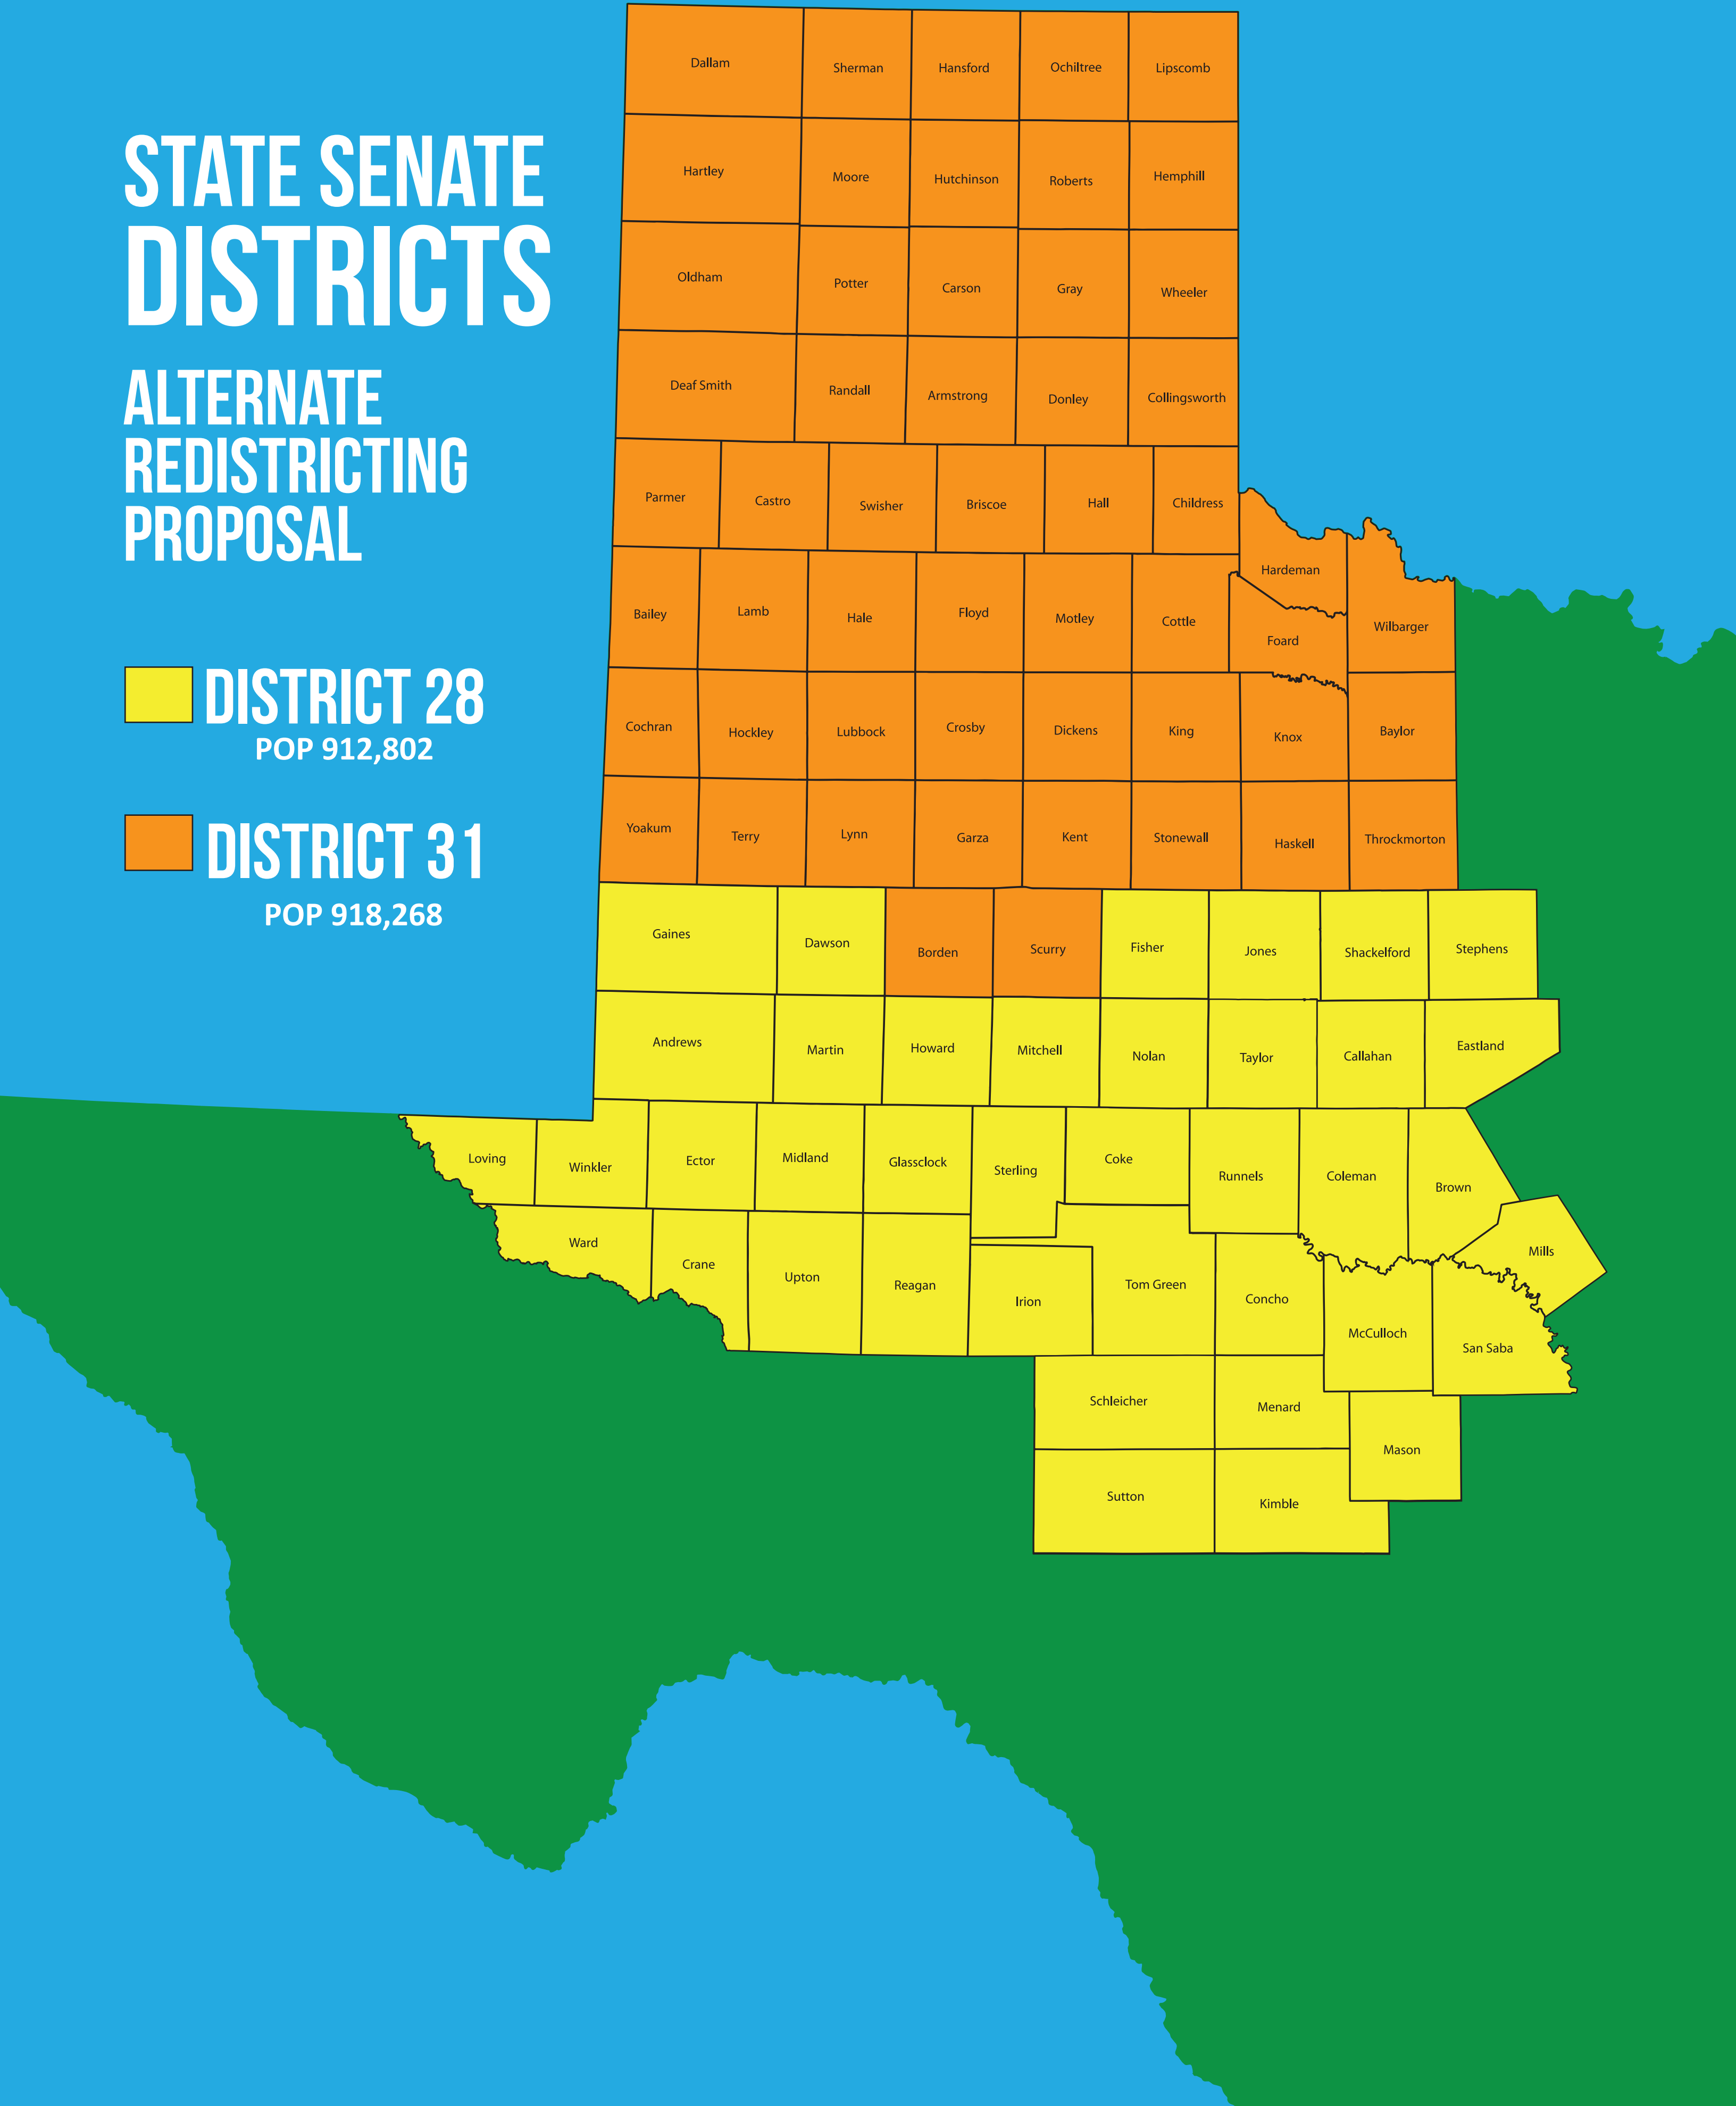 STATE SENATE
DISTRICTS
ALTERNATE
REDISTRICTING
PROPOSAL
DISTRICT 28
POP 912,802
DISTRICT 31
POP 918,268
Dallam
Sherman
Hansford
Ochiltree
Lipscomb
Hartley
Moore
Hutchinson
Roberts
Hemphill
Oldham
Potter
Carson
Gray
Wheeler
Deaf Smith
Randall
Armstrong
Donley
Collingsworth
Parmer
Castro
Swisher
Briscoe
Hall
Childress
Hardeman
Bailey
Lamb
Hale
Floyd
Motley
Cottle
Foard
Wilbarger
Cochran
Hockley
Lubbock
Crosby
Dickens
King
Knox
Baylor
Yoakum
Terry
Lynn
Garza
Kent
Stonewall
Haskell
Throckmorton
Gaines
Dawson
Borden
Scurry
Fisher
Jones
Shackelford
Stephens
Andrews
Martin
Howard
Mitchell
Nolan
Taylor
Callahan
Eastland
Loving
Winkler
Ector
Midland
Glassclock
Sterling
Coke
Runnels
Coleman
Brown
Ward
Crane
Upton
Reagan
Irion
Tom Green
Concho
McCulloch
San Saba
Mills
Schleicher
Menard
Mason
Sutton
Kimble